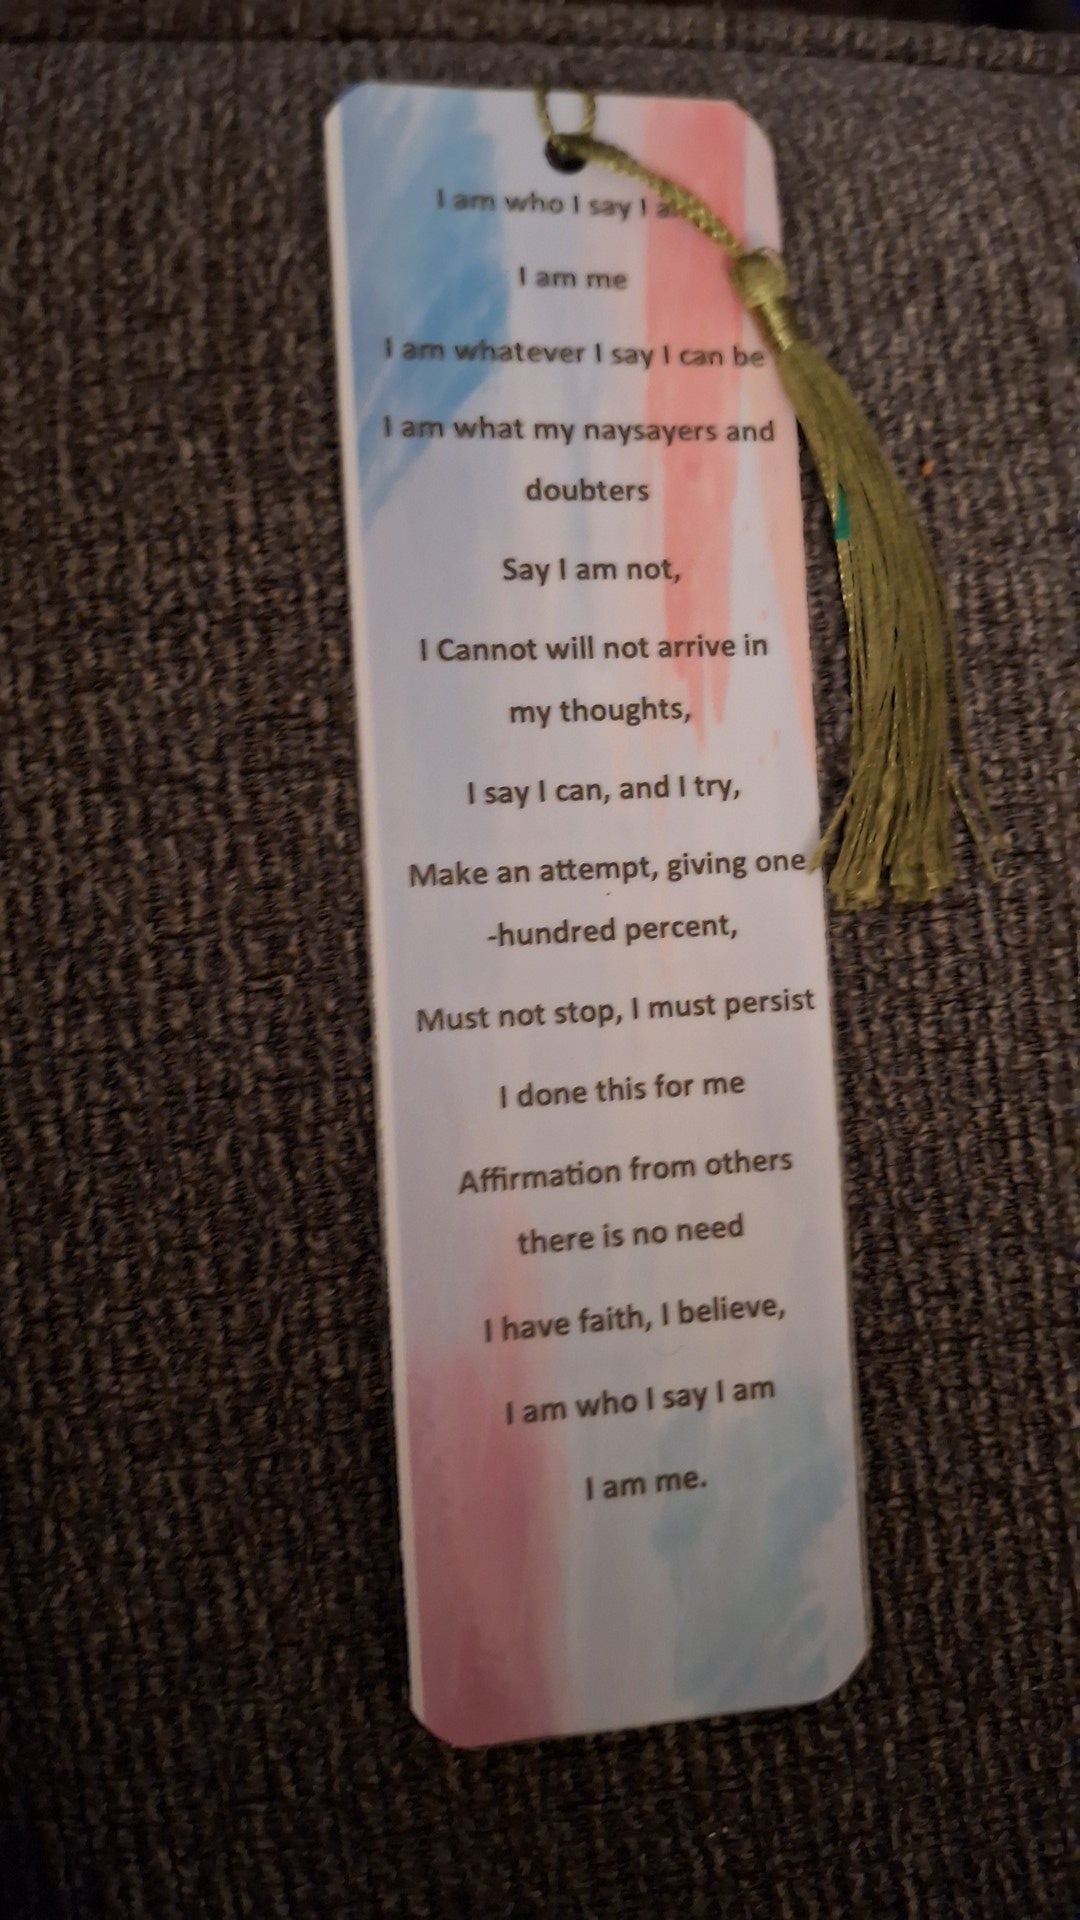 I am who I say I
I am me
I am whatever I say I can be
I am what my naysayers and
doubters
Say I am not,
I Cannot will not arrive in
my thoughts,
I say I can, and I try,
Make an attempt, giving one
-hundred percent,
Must not stop, I must persist
I done this for me
Affirmation from others
there is no need
I have faith, I believe,
I am who I say I am
I am me.